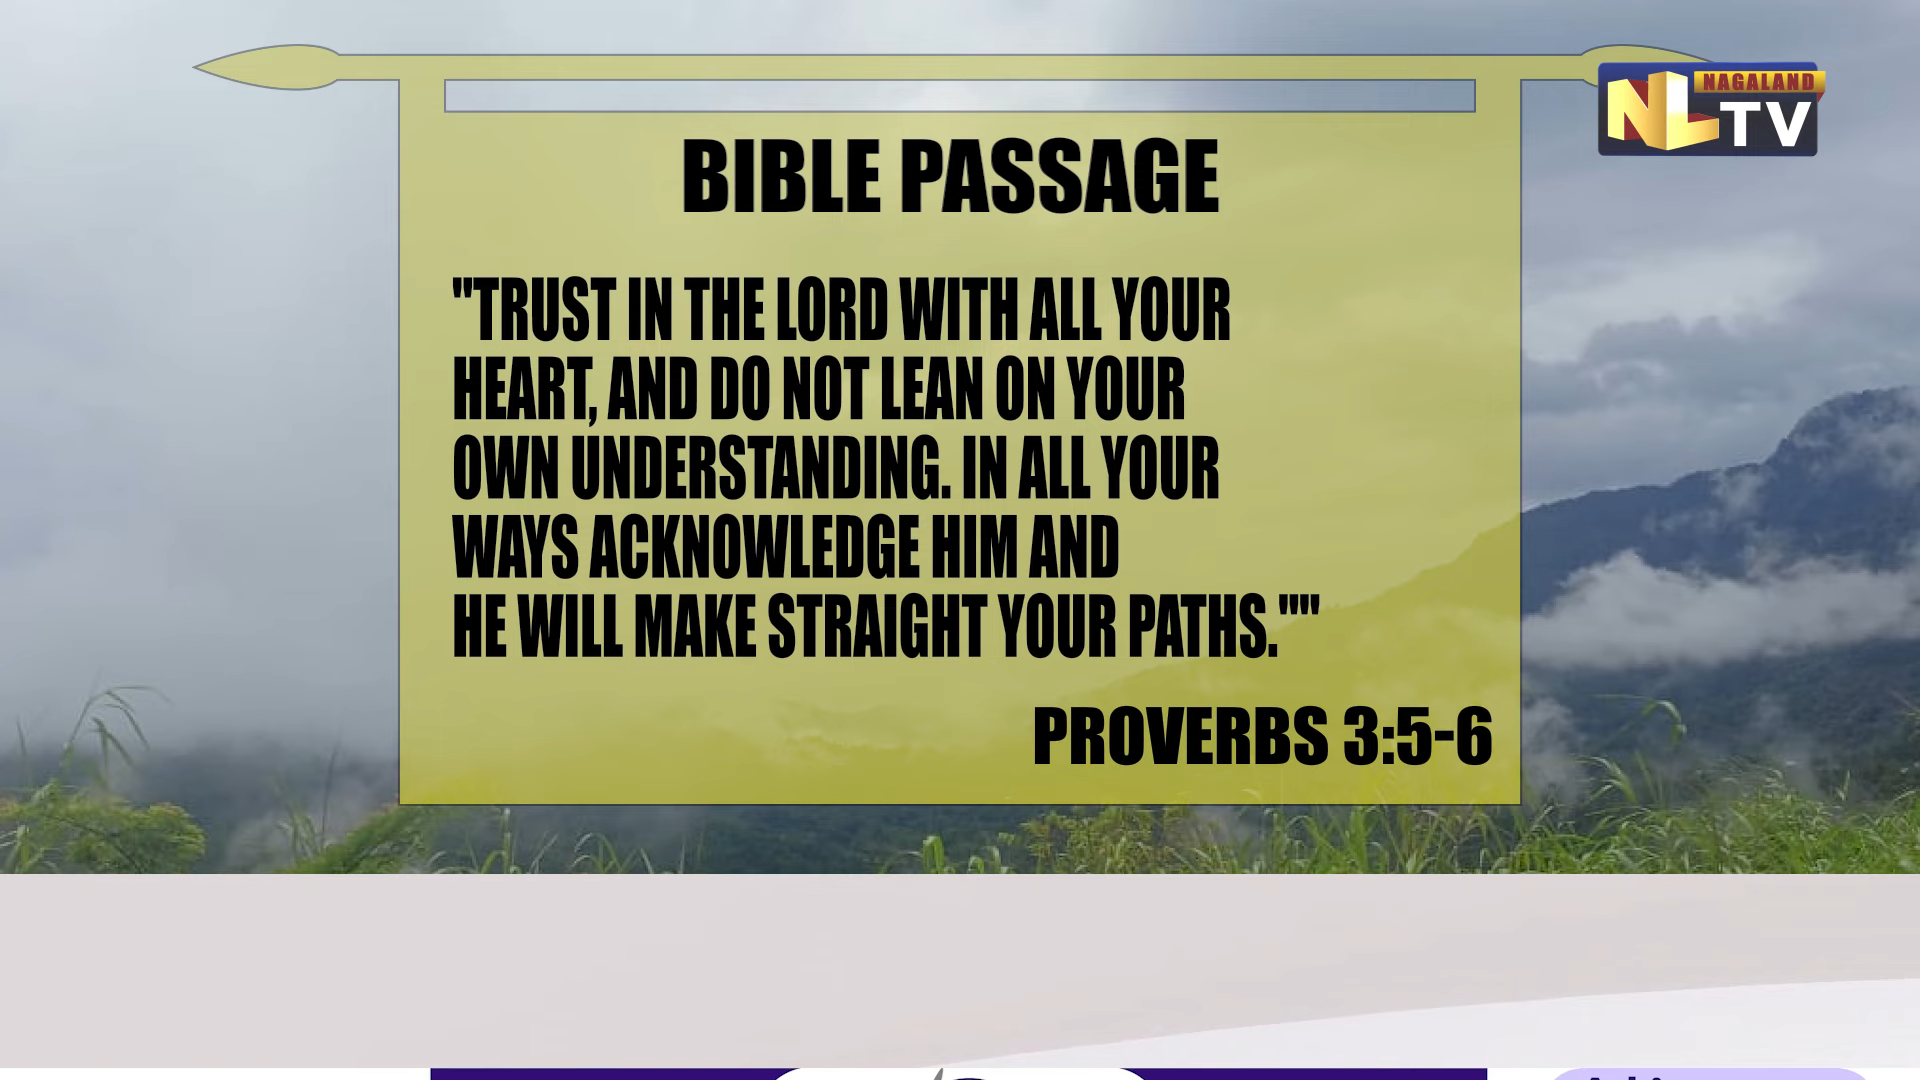 NAGALAND
NL TV
BIBLE PASSAGE
"TRUST IN THE LORD WITH ALL YOUR
HEART, AND DO NOT LEAN ON YOUR
OWN UNDERSTANDING. IN ALL YOUR
WAYS ACKNOWLEDGE HIM AND
HE WILL MAKE STRAIGHT YOUR PATHS.""
PROVERBS 3:5-6